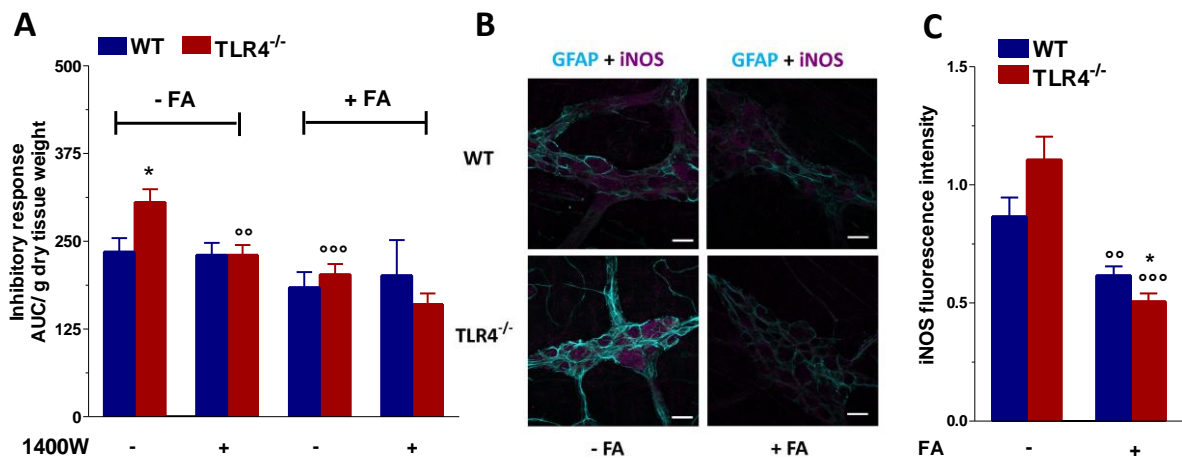 A
WT
TLR4-/-
Inhibitory response
AUC/ g dry tissue weight
500
375
250
125
0
- FA
+ FA
*
°°
°°°
1400W
-
+
-
+
B
GFAP + iNOS
GFAP + iNOS
WT
TLR4-/-
- FA
+ FA
C
WT
TLR4-/-
iNOS fluorescence intensity
1.5
1.0
0.5
0.0
°°
*
°°°
FA
-
+